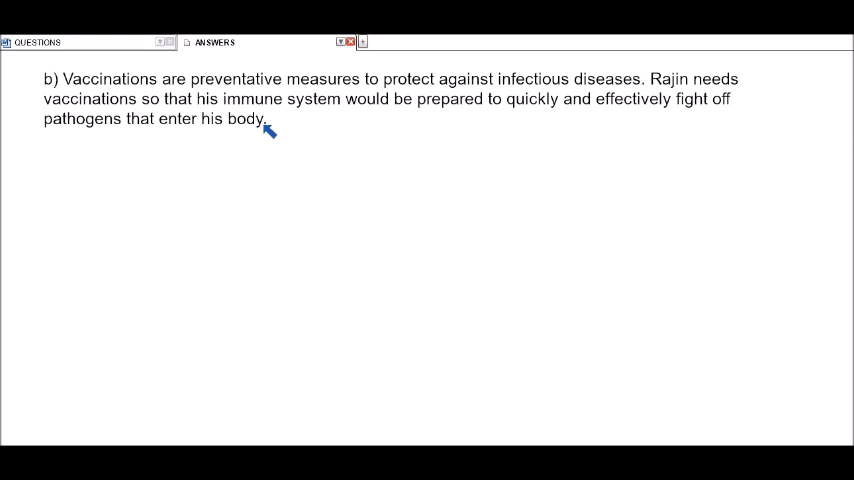 QUESTIONS
ANSWERS
b) Vaccinations are preventative measures to protect against infectious diseases. Rajin needs
vaccinations so that his immune system would be prepared to quickly and effectively fight off
pathogens that enter his body.